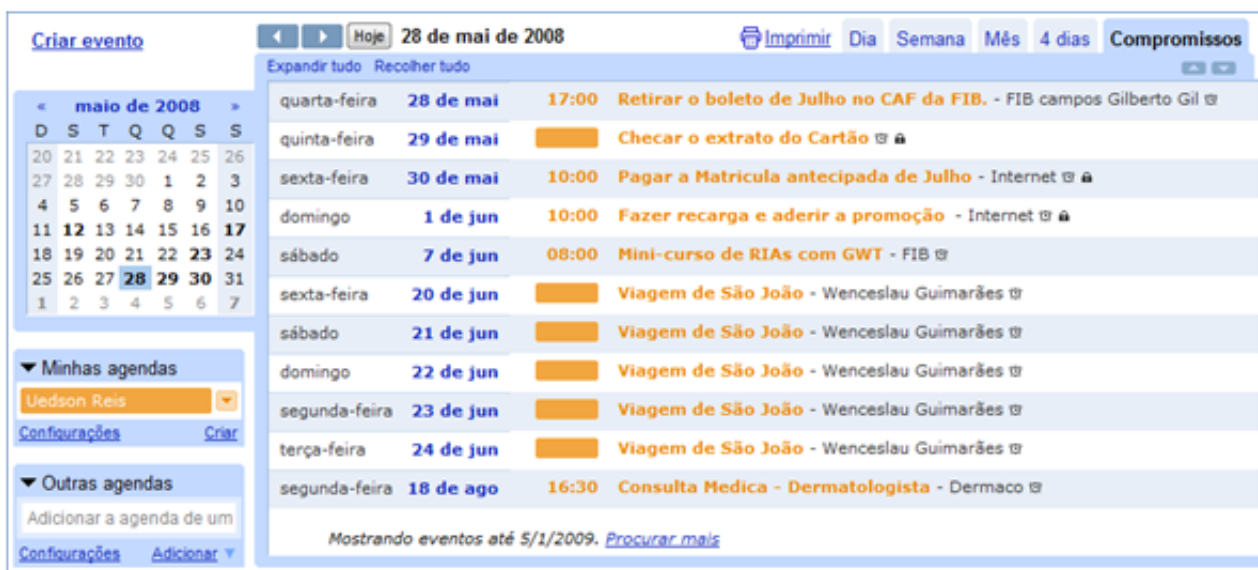 Criar evento
Hoje 28 de mai de 2008
Imprimir Dia Semana Mês 4 dias Compromissos
Expandir tudo Recolher tudo
« maio de 2008 »
D S T Q Q S S
20 21 22 23 24 25 26
27 28 29 30 1 2 3
4 5 6 7 8 9 10
11 12 13 14 15 16 17
18 19 20 21 22 23 24
25 26 27 28 29 30 31
1 2 3 4 5 6 7
Minhas agendas
Uedson Reis
Configurações Criar
Outras agendas
Adicionar a agenda de um
Configurações Adicionar
quarta-feira 28 de mai 17:00 Retirar o boleto de Julho no CAF da FIB. - FIB campos Gilberto Gil
quinta-feira 29 de mai Checar o extrato do Cartão
sexta-feira 30 de mai 10:00 Pagar a Matricula antecipada de Julho - Internet
domingo 1 de jun 10:00 Fazer recarga e aderir a promoção - Internet
sábado 7 de jun 08:00 Mini-curso de RIAs com GWT - FIB
sexta-feira 20 de jun Viagem de São João - Wenceslau Guimarães
sábado 21 de jun Viagem de São João - Wenceslau Guimarães
domingo 22 de jun Viagem de São João - Wenceslau Guimarães
segunda-feira 23 de jun Viagem de São João - Wenceslau Guimarães
terça-feira 24 de jun Viagem de São João - Wenceslau Guimarães
segunda-feira 18 de ago 16:30 Consulta Medica - Dermatologista - Dermaco
Mostrando eventos até 5/1/2009. Procurar mais